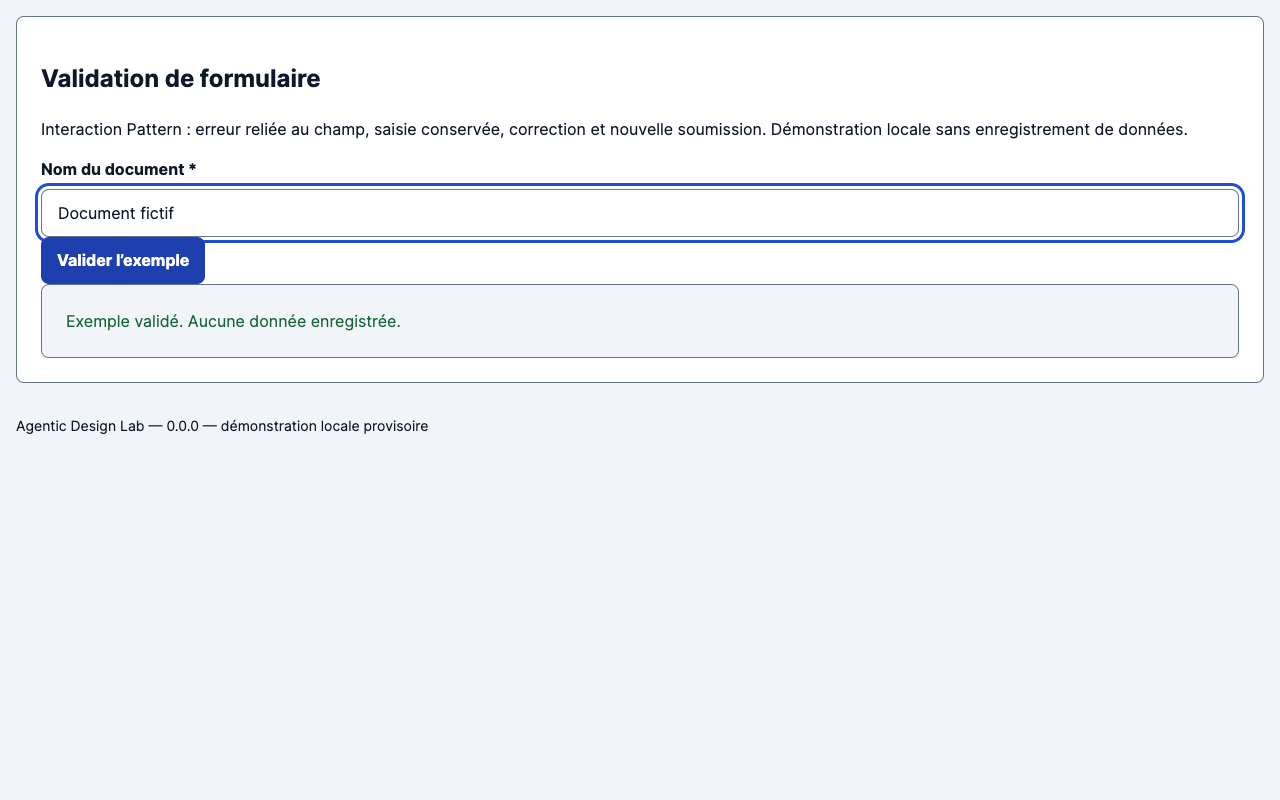 Validation de formulaire
Interaction Pattern : erreur reliée au champ, saisie conservée, correction et nouvelle soumission. Démonstration locale sans enregistrement de données.
Nom du document *
Document fictif
Valider l’exemple
Exemple validé. Aucune donnée enregistrée.
Agentic Design Lab — 0.0.0 — démonstration locale provisoire